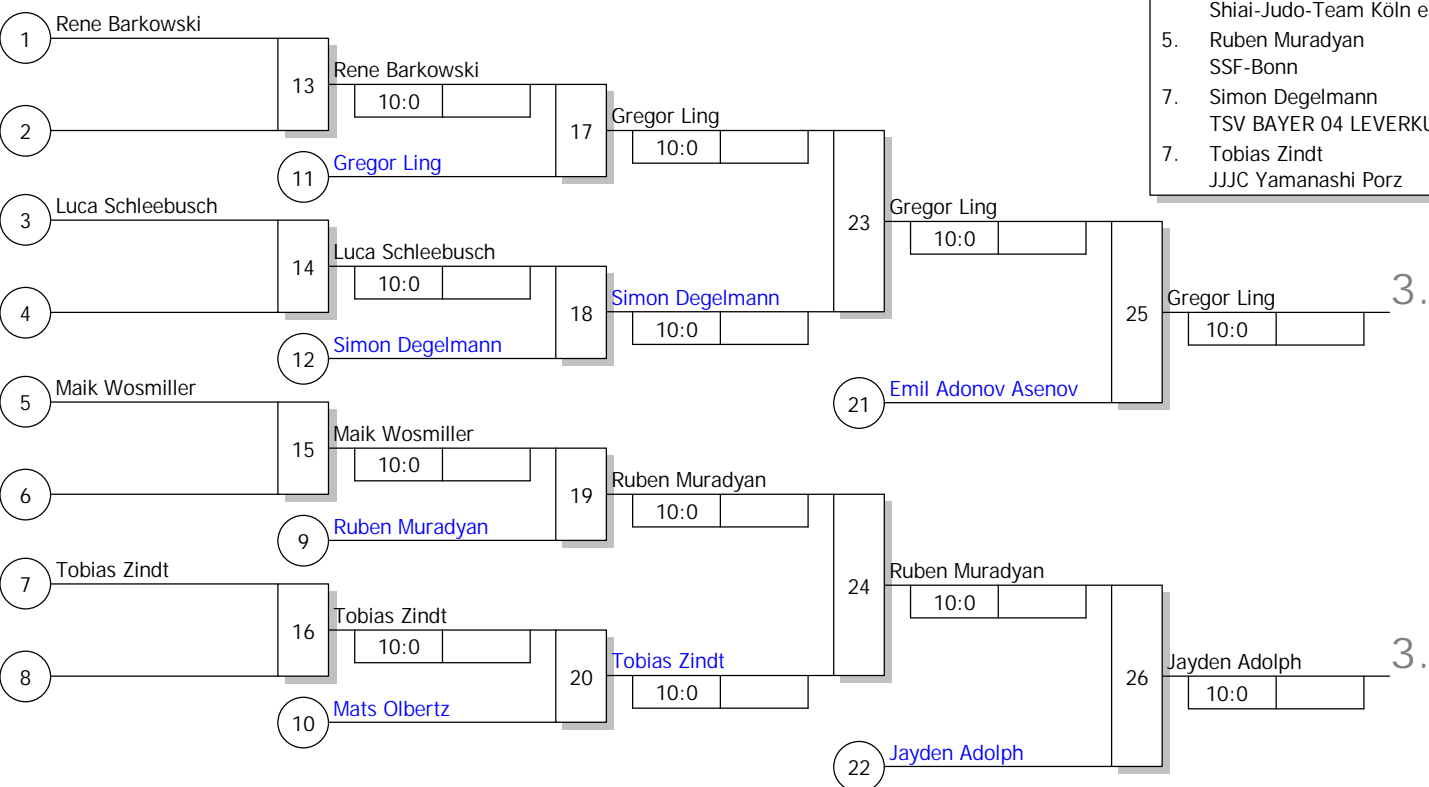 Shiai-Judo-Team Köln e
5. Ruben Muradyan
SSF-Bonn
7. Simon Degelmann
TSV BAYER 04 LEVERKU
7. Tobias Zindt
JJJC Yamanashi Porz
1 Rene Barkowski
2
13
Rene Barkowski
10:0
11 Gregor Ling
17
Gregor Ling
10:0
3 Luca Schleebusch
4
14
Luca Schleebusch
10:0
12 Simon Degelmann
18
Simon Degelmann
10:0
23
Gregor Ling
10:0
21 Emil Adonov Asenov
25
Gregor Ling
10:0
3.
5 Maik Wosmiller
6
15
Maik Wosmiller
10:0
9 Ruben Muradyan
19
Ruben Muradyan
10:0
7 Tobias Zindt
8
16
Tobias Zindt
10:0
10 Mats Olbertz
20
Tobias Zindt
10:0
24
Ruben Muradyan
10:0
22 Jayden Adolph
26
Jayden Adolph
10:0
3.